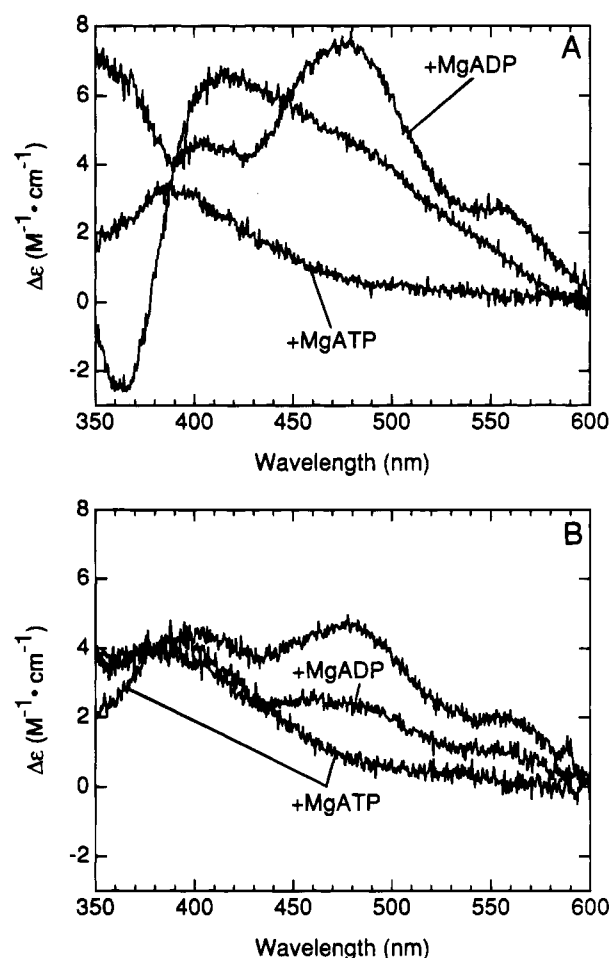 A
8
6
4
2
0
-2
Δε (M⁻¹·cm⁻¹)
+MgADP
+MgATP
350 400 450 500 550 600
Wavelength (nm)
B
8
6
4
2
0
-2
Δε (M⁻¹·cm⁻¹)
+MgADP
+MgATP
350 400 450 500 550 600
Wavelength (nm)